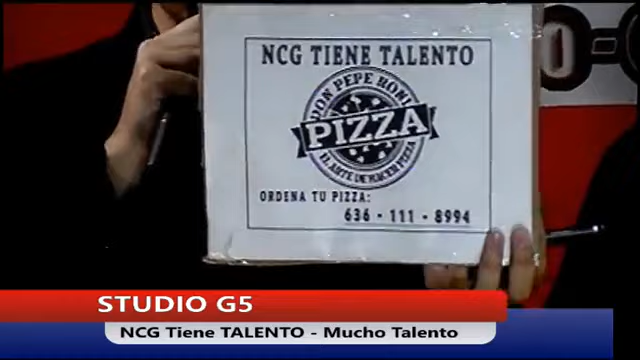 NCG TIENE TALENTO
DON PEPE RONI
PIZZA
EL ARTE DE HACER PIZZA
ORDENA TU PIZZA:
636 - 111 - 8994
STUDIO G5
NCG Tiene TALENTO - Mucho Talento